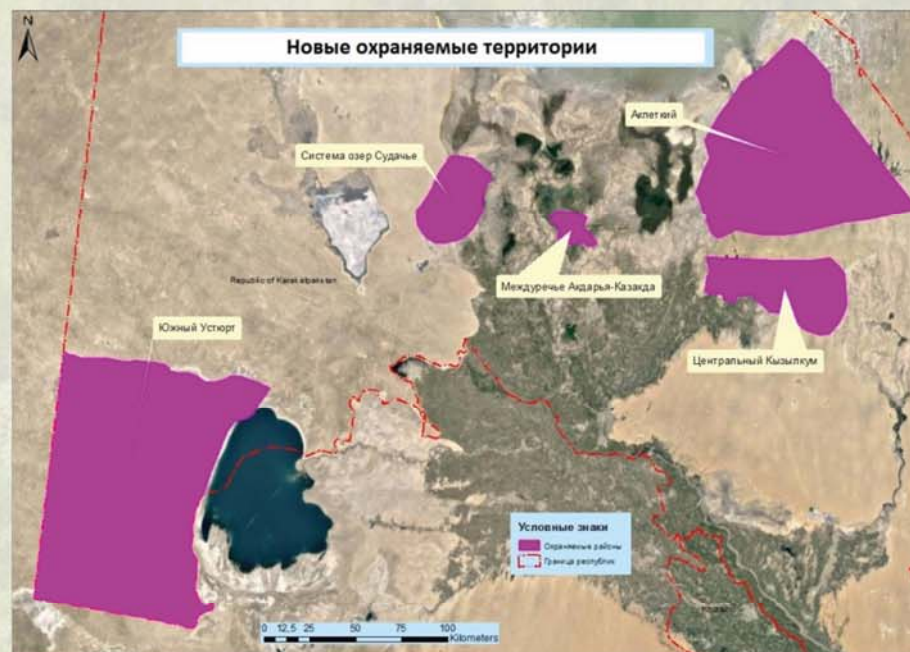 N
Новые охраняемые территории
Аклеткий
Система озер Судачье
Междуречье Акдарья-Казакда
Republic of Karakalpakstan
Южный Устюрт
Центральный Кызылкум
Условные знаки
Охраняемые районы
Граница республик
0 12,5 25 50 75 100
Kilometers